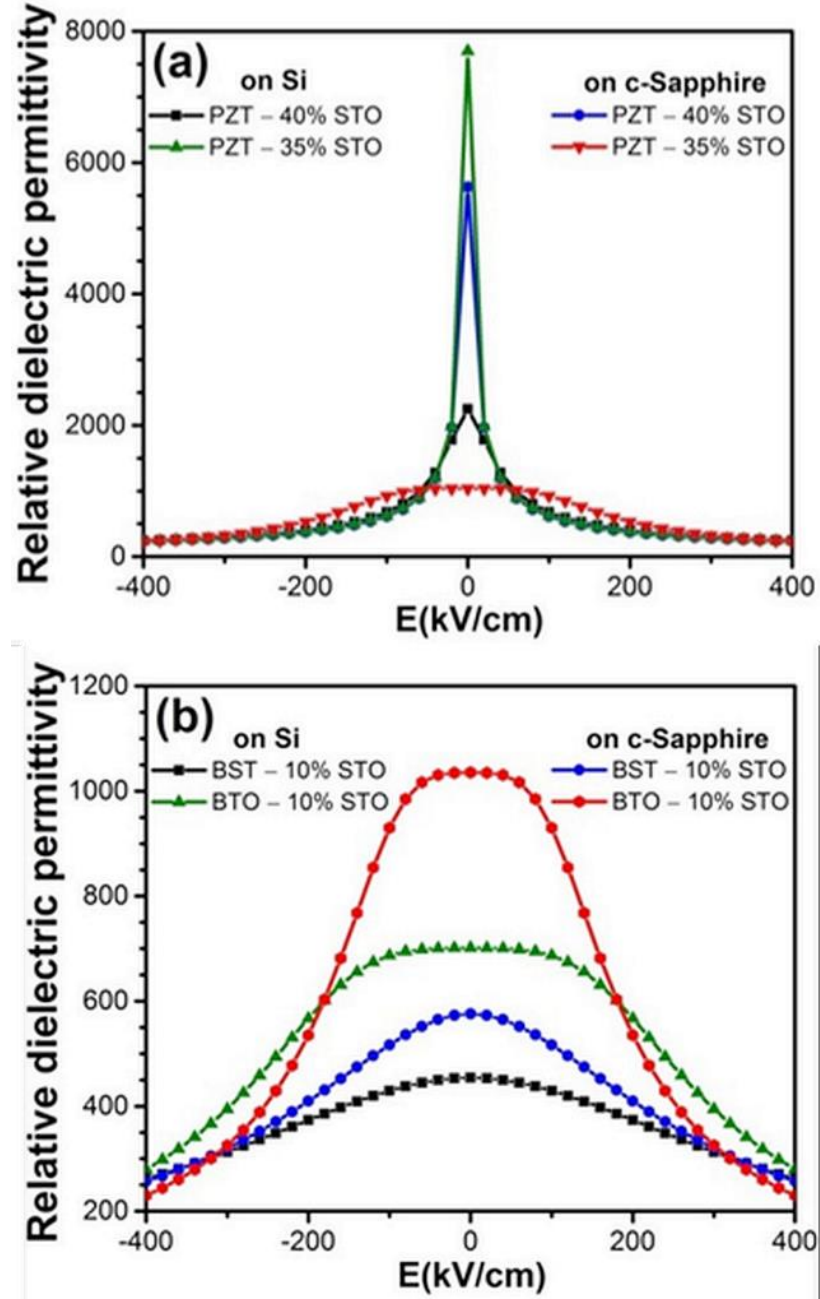 Relative dielectric permittivity
8000
6000
4000
2000
0
(a)
on Si
PZT – 40% STO
PZT – 35% STO
on c-Sapphire
PZT – 40% STO
PZT – 35% STO
-400 -200 0 200 400
E(kV/cm)
Relative dielectric permittivity
1200
1000
800
600
400
200
(b)
on Si
BST – 10% STO
BTO – 10% STO
on c-Sapphire
BST – 10% STO
BTO – 10% STO
-400 -200 0 200 400
E(kV/cm)